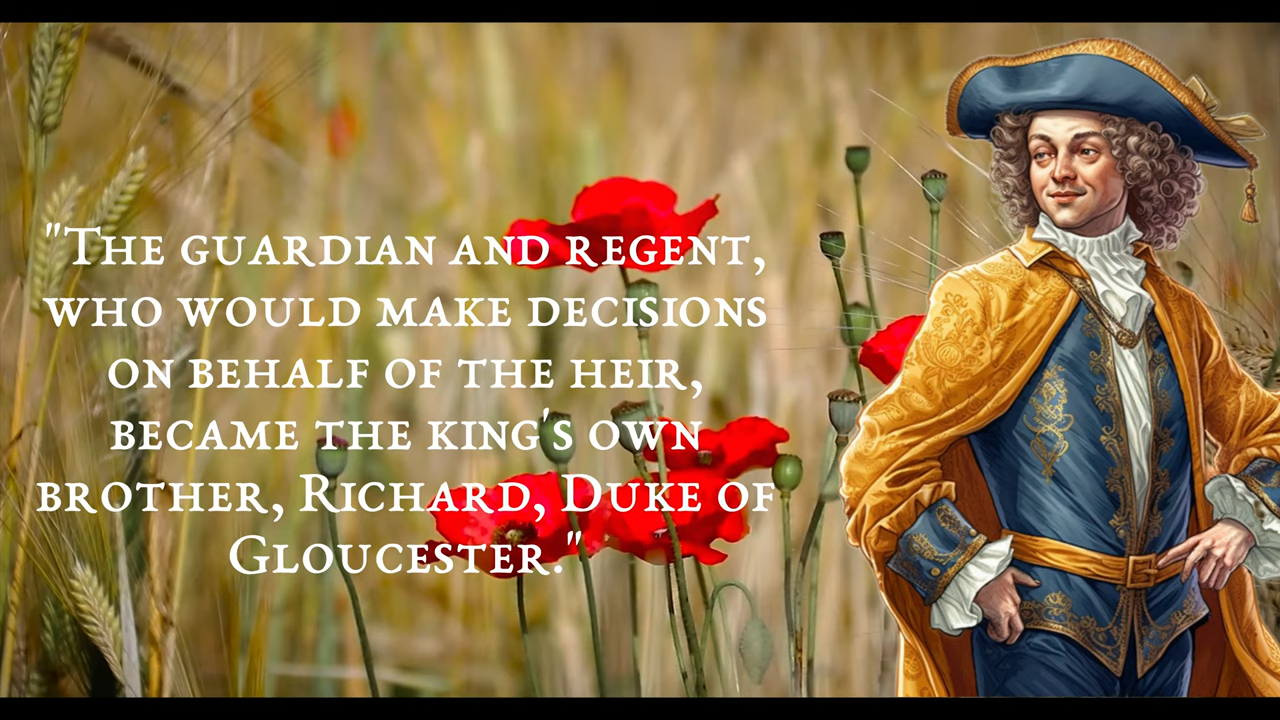 "The guardian and regent,
who would make decisions
on behalf of the heir,
became the king's own
brother, Richard, Duke of
Gloucester."